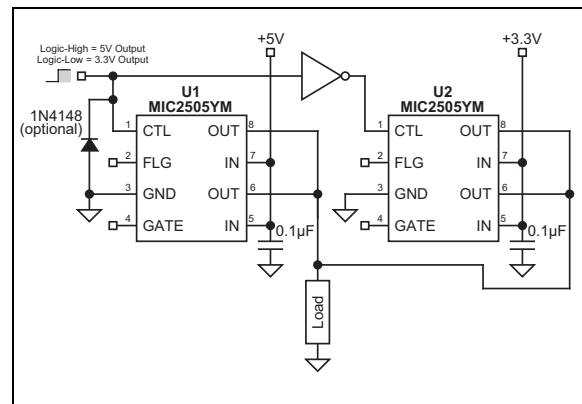 Logic-High = 5V Output
Logic-Low = 3.3V Output
+5V
+3.3V
U1
MIC2505YM
U2
MIC2505YM
1N4148
(optional)
1 CTL OUT 8
2 FLG IN 7
3 GND OUT 6
4 GATE IN 5
0.1µF
1 CTL OUT 8
2 FLG IN 7
3 GND OUT 6
4 GATE IN 5
0.1µF
Load